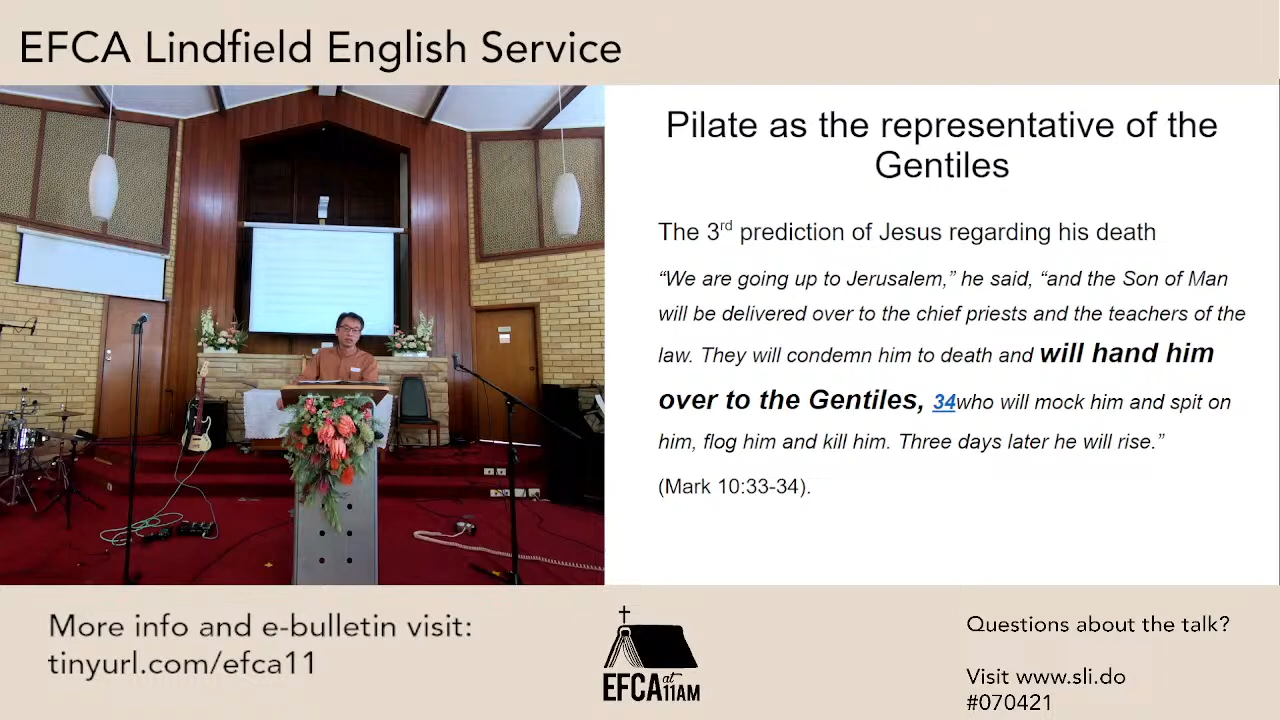 EFCA Lindfield English Service
Pilate as the representative of the
Gentiles
The 3rd prediction of Jesus regarding his death
“We are going up to Jerusalem,” he said, “and the Son of Man
will be delivered over to the chief priests and the teachers of the
law. They will condemn him to death and will hand him
over to the Gentiles, 34who will mock him and spit on
him, flog him and kill him. Three days later he will rise.”
(Mark 10:33-34).
More info and e-bulletin visit:
tinyurl.com/efca11
EFCA at 11AM
Questions about the talk?
Visit www.sli.do
#070421